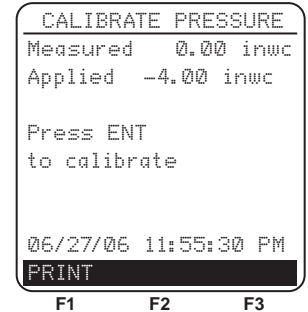 CALIBRATE PRESSURE
Measured 0.00 inwc
Applied -4.00 inwc
Press ENT
to calibrate
06/27/06 11:55:30 PM
PRINT
F1 F2 F3